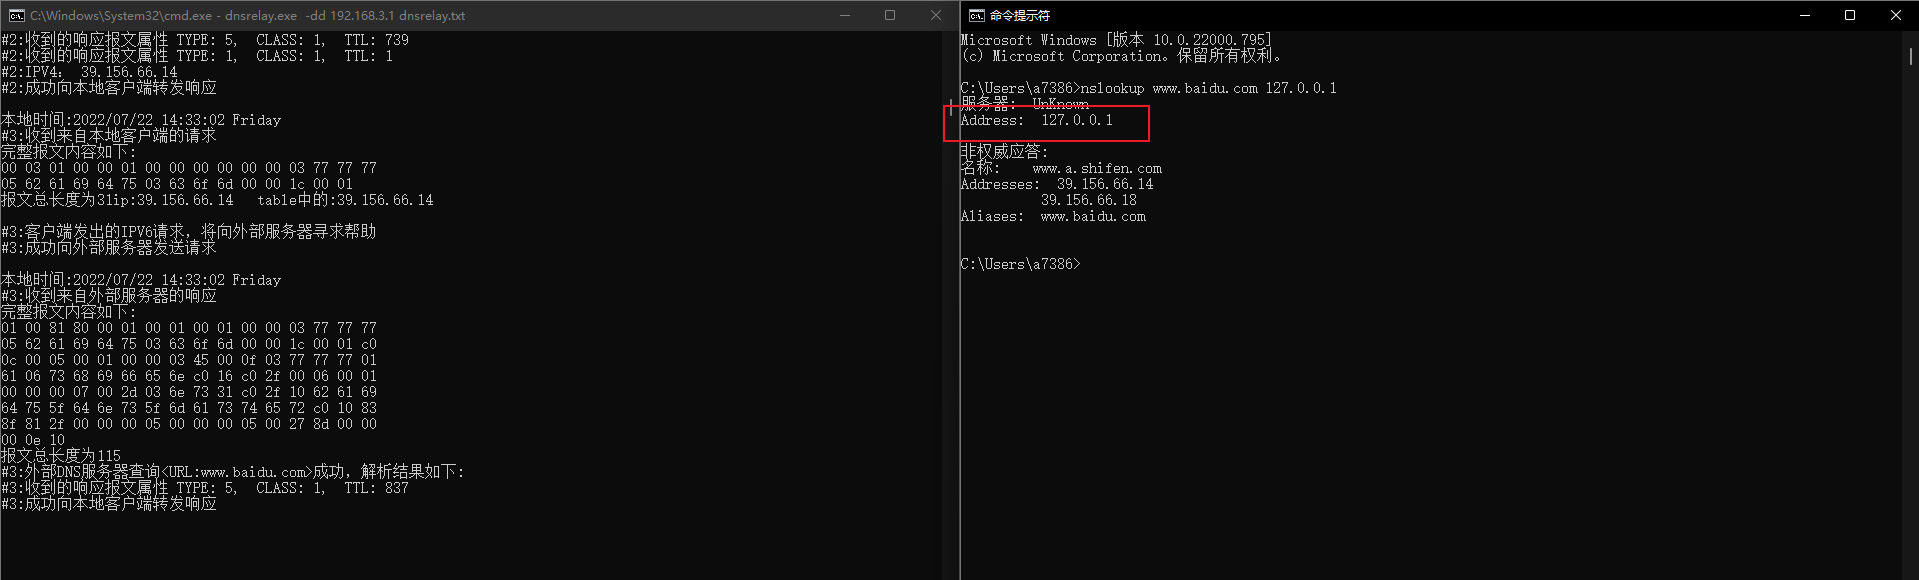 C:\Windows\System32\cmd.exe - dnsrelay.exe  -dd 192.168.3.1 dnsrelay.txt
#2:收到的响应报文属性 TYPE: 5,  CLASS: 1,  TTL: 739
#2:收到的响应报文属性 TYPE: 1,  CLASS: 1,  TTL: 1
#2:IPV4:  39.156.66.14
#2:成功向本地客户端转发响应
本地时间:2022/07/22 14:33:02 Friday
#3:收到来自本地客户端的请求
完整报文内容如下:
00 03 01 00 00 01 00 00 00 00 00 00 03 77 77 77
05 62 61 69 64 75 03 63 6f 6d 00 00 1c 00 01
报文总长度为31ip:39.156.66.14   table中的:39.156.66.14
#3:客户端发出的IPV6请求, 将向外部服务器寻求帮助
#3:成功向外部服务器发送请求
本地时间:2022/07/22 14:33:02 Friday
#3:收到来自外部服务器的响应
完整报文内容如下:
01 00 81 80 00 01 00 01 00 01 00 00 03 77 77 77
05 62 61 69 64 75 03 63 6f 6d 00 00 1c 00 01 c0
0c 00 05 00 01 00 00 03 45 00 0f 03 77 77 77 01
61 06 73 68 69 66 65 6e c0 16 c0 2f 00 06 00 01
00 00 00 07 00 2d 03 6e 73 31 c0 2f 10 62 61 69
64 75 5f 64 6e 73 5f 6d 61 73 74 65 72 c0 10 83
8f 81 2f 00 00 00 05 00 00 00 05 00 27 8d 00 00
00 0e 10
报文总长度为115
#3:外部DNS服务器查询<URL:www.baidu.com>成功, 解析结果如下:
#3:收到的响应报文属性 TYPE: 5,  CLASS: 1,  TTL: 837
#3:成功向本地客户端转发响应
命令提示符
Microsoft Windows [版本 10.0.22000.795]
(c) Microsoft Corporation。保留所有权利。
C:\Users\a7386>nslookup www.baidu.com 127.0.0.1
服务器:  UnKnown
Address:  127.0.0.1
非权威应答:
名称:    www.a.shifen.com
Addresses:  39.156.66.14
39.156.66.18
Aliases:  www.baidu.com
C:\Users\a7386>